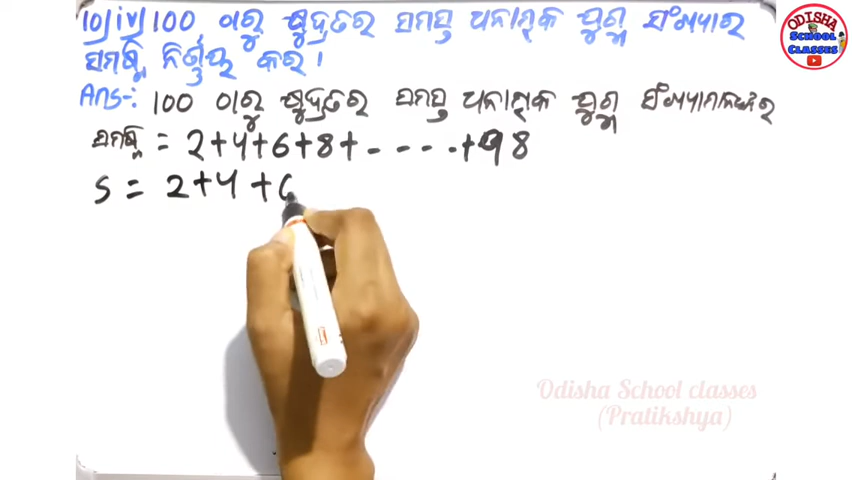 10)iv) 100 ଠାରୁ କ୍ଷୁଦ୍ରତର ସମସ୍ତ ଧନାତ୍ମକ ଯୁଗ୍ମ ସଂଖ୍ୟାର
ସମଷ୍ଟି ନିର୍ଣ୍ଣୟ କର ।
Ans-: 100 ଠାରୁ କ୍ଷୁଦ୍ରତର ସମସ୍ତ ଧନାତ୍ମକ ଯୁଗ୍ମ ସଂଖ୍ୟାମାନଙ୍କର
ସମଷ୍ଟି = 2+4+6+8+-----+98
S = 2+4+6
ODISHA
SCHOOL
CLASSES
Odisha School classes
(Pratikshya)